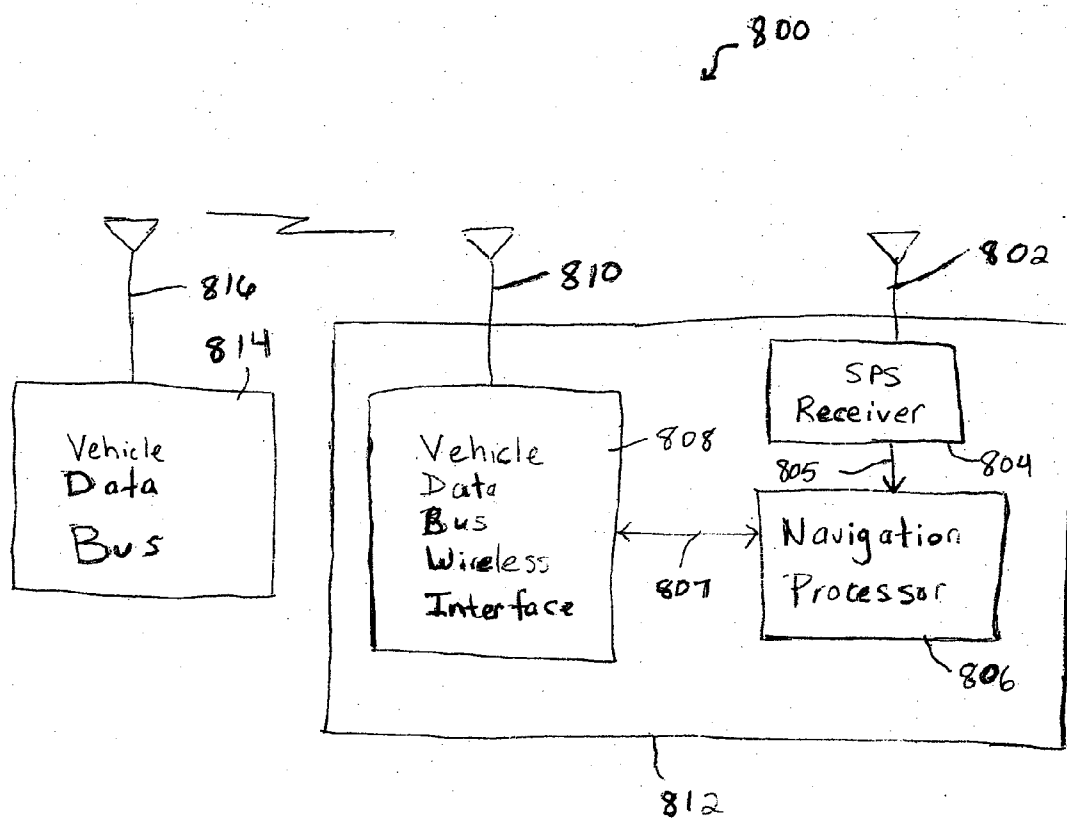 800
802
816
810
814
SPS
Receiver
Vehicle
Data
Bus
Vehicle
Data
Bus
Wireless
Interface
808
805
804
Navigation
Processor
807
806
812